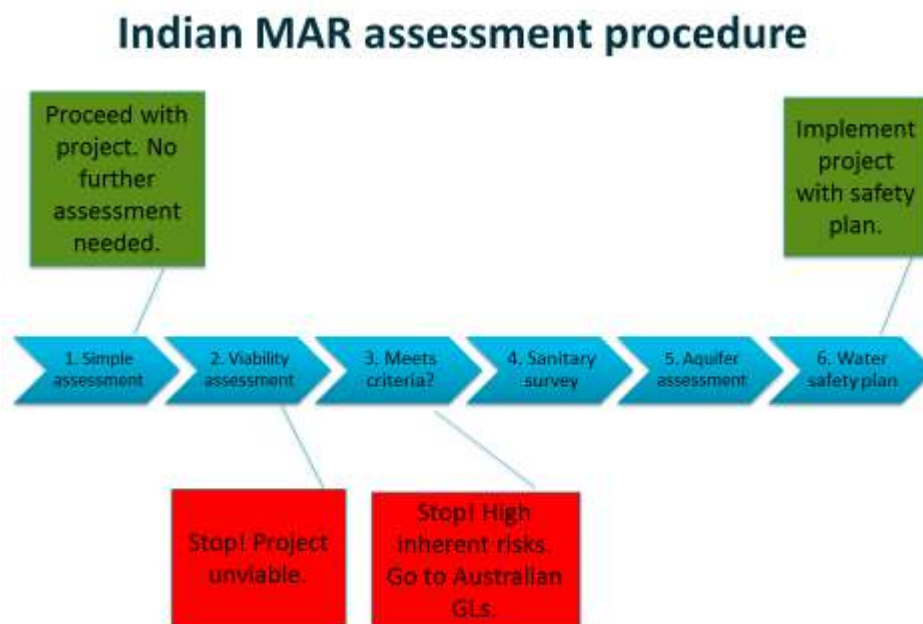 Indian MAR assessment procedure
Proceed with
project. No
further
assessment
needed.
Implement
project
with safety
plan.
1. Simple
assessment
2. Viability
assessment
3. Meets
criteria?
4. Sanitary
survey
5. Aquifer
assessment
6. Water
safety plan
Stop! Project
unviable.
Stop! High
inherent risks.
Go to Australian
GLs.